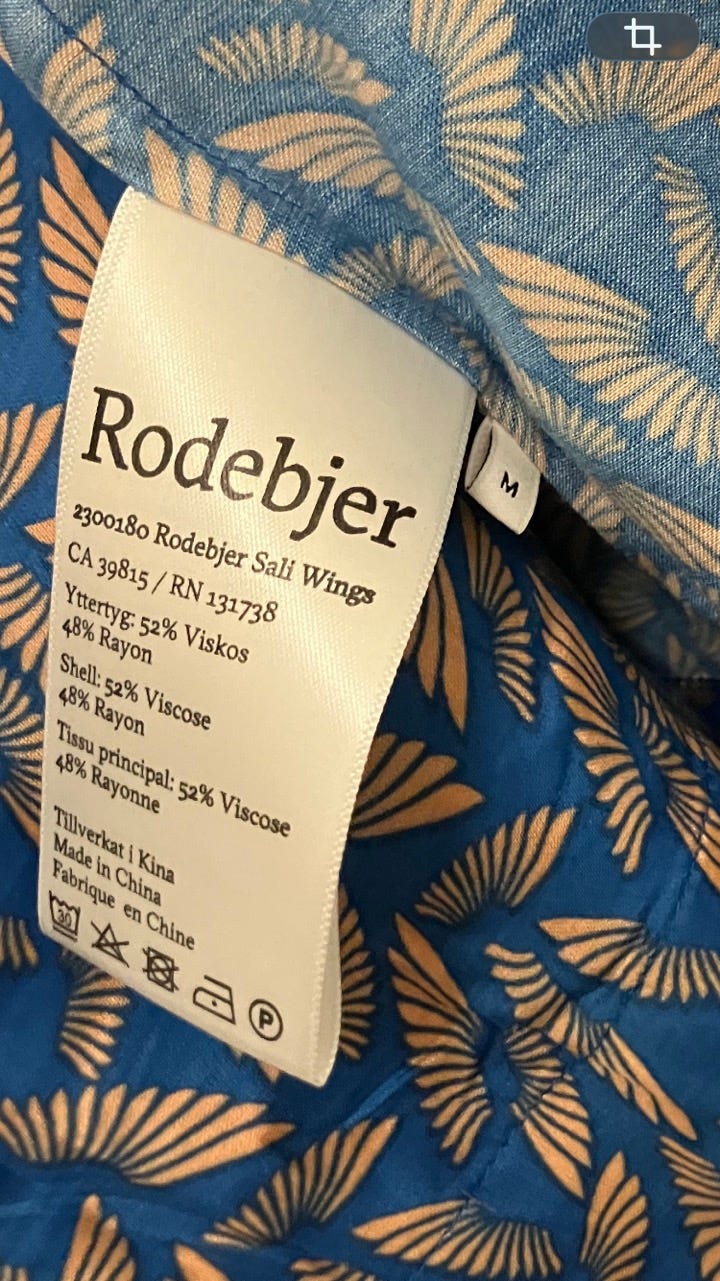 Rodebjer
M
2300180 Rodebjer Sali Wings
CA 39815 / RN 131738
Yttertyg: 52% Viskos
48% Rayon
Shell: 52% Viscose
48% Rayon
Tissu principal: 52% Viscose
48% Rayonne
Tillverkat i Kina
Made in China
Fabrique en Chine
30
P